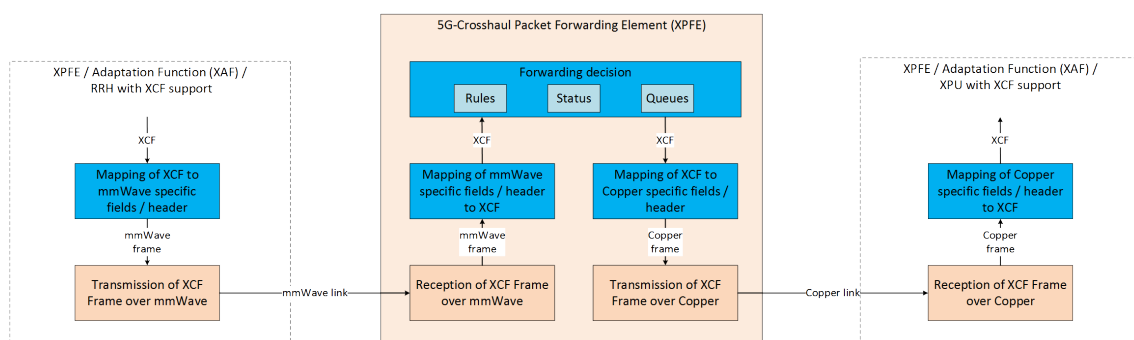 5G-Crosshaul Packet Forwarding Element (XPFE)
XPFE / Adaptation Function (XAF) /
RRH with XCF support
XCF
Mapping of XCF to
mmWave specific
fields / header
mmWave
frame
Transmission of XCF
Frame over mmWave
mmWave link
Forwarding decision
Rules
Status
Queues
XCF
Mapping of mmWave
specific fields / header
to XCF
mmWave
frame
Reception of XCF Frame
over mmWave
XCF
Mapping of XCF to
Copper specific fields /
header
Copper
frame
Transmission of XCF
Frame over Copper
Copper link
XPFE / Adaptation Function (XAF) /
XPU with XCF support
XCF
Mapping of Copper
specific fields / header
to XCF
Copper
frame
Reception of XCF Frame
over Copper